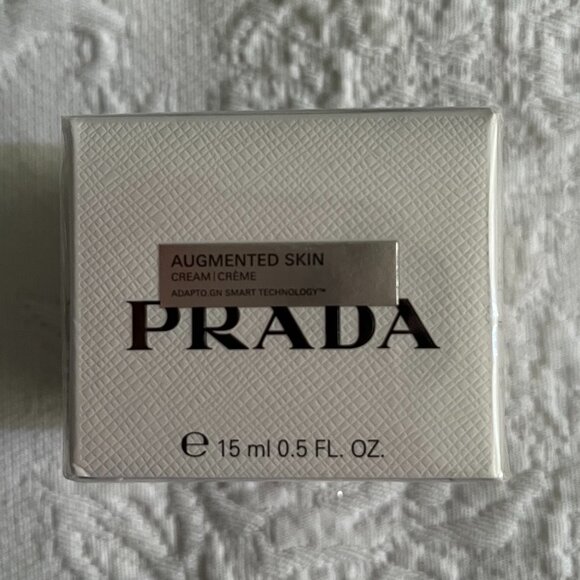 AUGMENTED SKIN
CREAM | CRÈME
ADAPTO.GN SMART TECHNOLOGY™
PRADA
℮ 15 ml 0.5 FL. OZ.